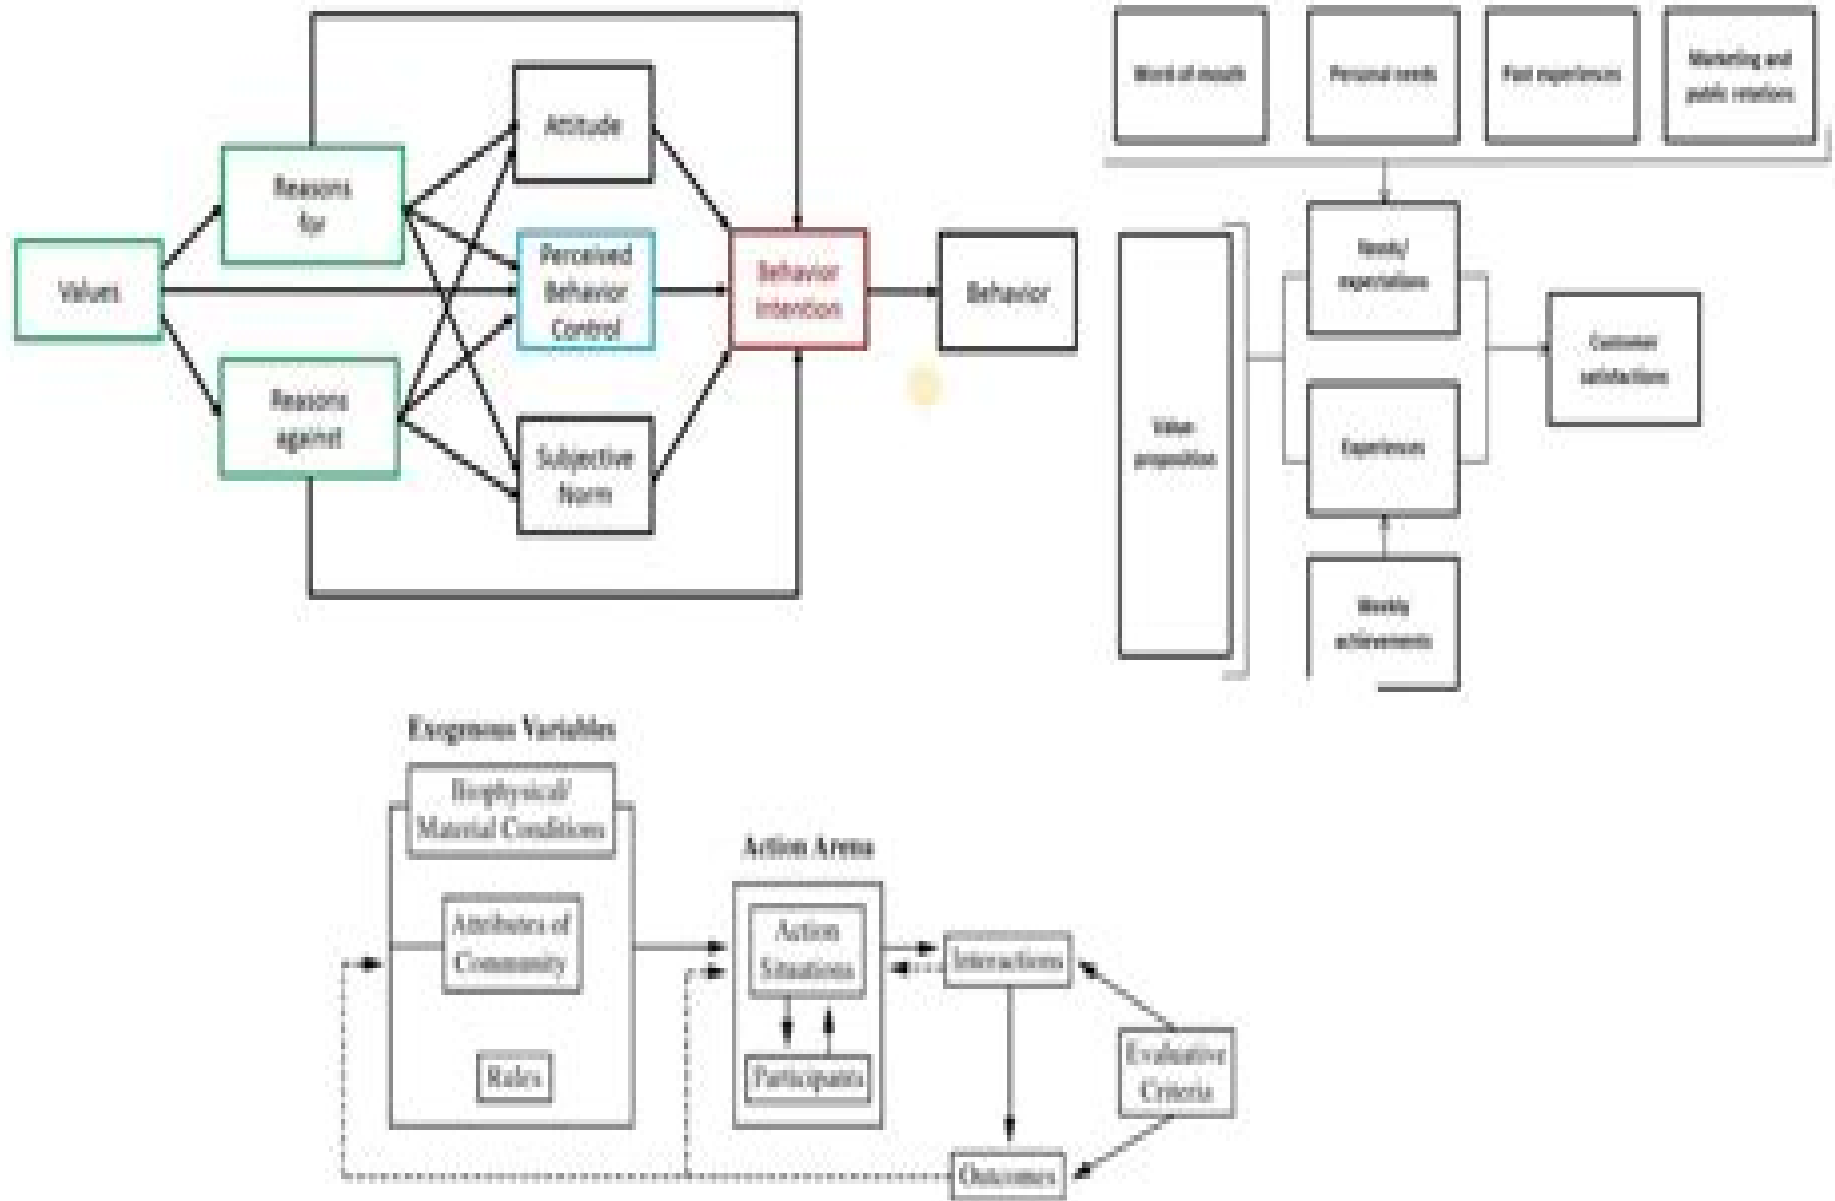 Attitude
Reasons
for
Values
Perceived
Behavior
Control
Behavior
Intention
Behavior
Reasons
against
Subjective
Norm
Word of mouth
Personal needs
Past experiences
Marketing and
public relations
Needs/
expectations
Customer
satisfactions
Value
proposition
Experiences
Weekly
achievements
Exogenous Variables
Biophysical/
Material Conditions
Attributes of
Community
Rules
Action Arena
Action
Situations
Participants
Interactions
Evaluative
Criteria
Outcomes